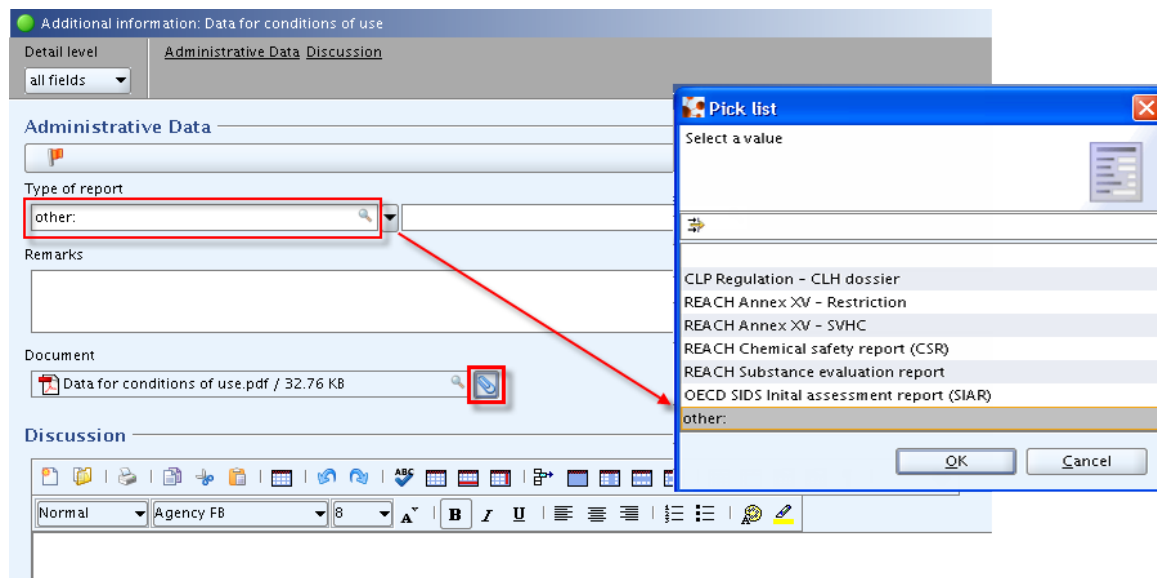 Additional information: Data for conditions of use
Detail level
Administrative Data Discussion
all fields
Administrative Data
Type of report
other:
Remarks
Document
Data for conditions of use.pdf / 32.76 KB
Discussion
ABC
Normal
Agency FB
8
A
B I U
Pick list
Select a value
CLP Regulation - CLH dossier
REACH Annex XV - Restriction
REACH Annex XV - SVHC
REACH Chemical safety report (CSR)
REACH Substance evaluation report
OECD SIDS Inital assessment report (SIAR)
other:
OK
Cancel